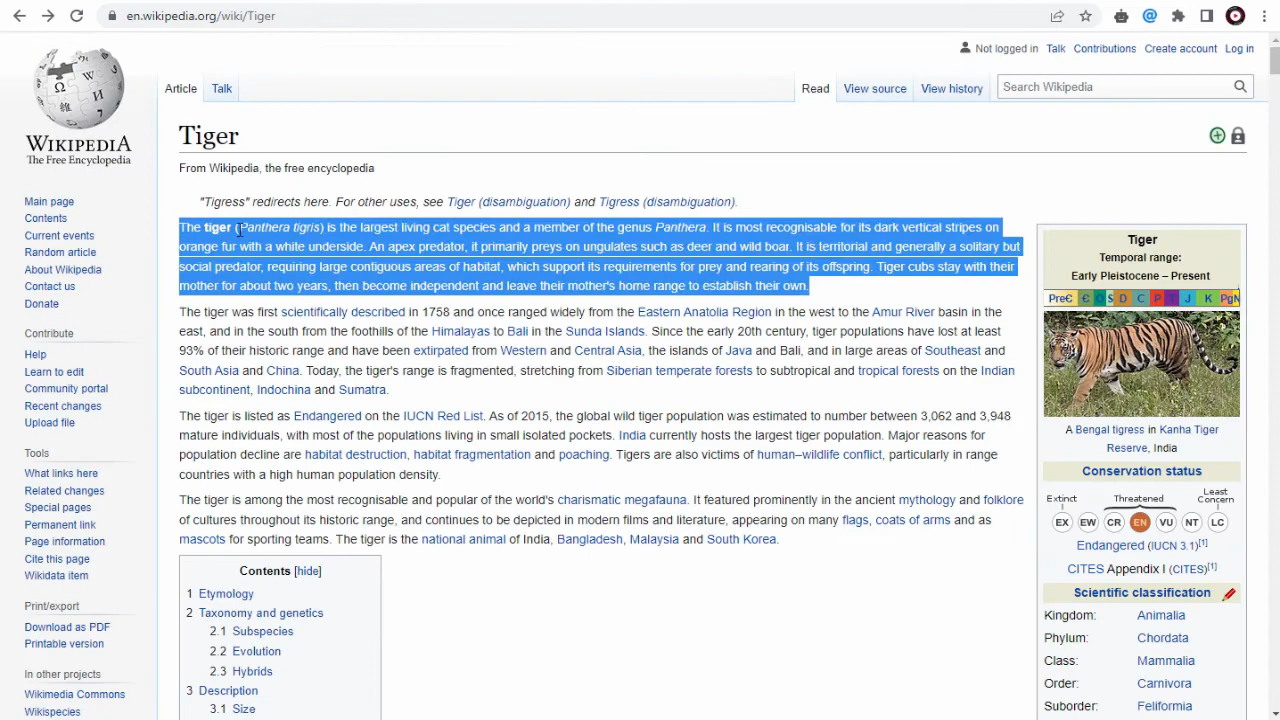 en.wikipedia.org/wiki/Tiger
Not logged in Talk Contributions Create account Log in
Article Talk
Read View source View history
Search Wikipedia
WIKIPEDIA
The Free Encyclopedia
Main page
Contents
Current events
Random article
About Wikipedia
Contact us
Donate
Contribute
Help
Learn to edit
Community portal
Recent changes
Upload file
Tools
What links here
Related changes
Special pages
Permanent link
Page information
Cite this page
Wikidata item
Print/export
Download as PDF
Printable version
In other projects
Wikimedia Commons
Wikispecies
Tiger
From Wikipedia, the free encyclopedia
"Tigress" redirects here. For other uses, see Tiger (disambiguation) and Tigress (disambiguation).
The tiger (Panthera tigris) is the largest living cat species and a member of the genus Panthera. It is most recognisable for its dark vertical stripes on
orange fur with a white underside. An apex predator, it primarily preys on ungulates such as deer and wild boar. It is territorial and generally a solitary but
social predator, requiring large contiguous areas of habitat, which support its requirements for prey and rearing of its offspring. Tiger cubs stay with their
mother for about two years, then become independent and leave their mother's home range to establish their own.
The tiger was first scientifically described in 1758 and once ranged widely from the Eastern Anatolia Region in the west to the Amur River basin in the
east, and in the south from the foothills of the Himalayas to Bali in the Sunda Islands. Since the early 20th century, tiger populations have lost at least
93% of their historic range and have been extirpated from Western and Central Asia, the islands of Java and Bali, and in large areas of Southeast and
South Asia and China. Today, the tiger's range is fragmented, stretching from Siberian temperate forests to subtropical and tropical forests on the Indian
subcontinent, Indochina and Sumatra.
The tiger is listed as Endangered on the IUCN Red List. As of 2015, the global wild tiger population was estimated to number between 3,062 and 3,948
mature individuals, with most of the populations living in small isolated pockets. India currently hosts the largest tiger population. Major reasons for
population decline are habitat destruction, habitat fragmentation and poaching. Tigers are also victims of human–wildlife conflict, particularly in range
countries with a high human population density.
The tiger is among the most recognisable and popular of the world's charismatic megafauna. It featured prominently in the ancient mythology and folklore
of cultures throughout its historic range, and continues to be depicted in modern films and literature, appearing on many flags, coats of arms and as
mascots for sporting teams. The tiger is the national animal of India, Bangladesh, Malaysia and South Korea.
Contents [hide]
1 Etymology
2 Taxonomy and genetics
2.1 Subspecies
2.2 Evolution
2.3 Hybrids
3 Description
3.1 Size
Tiger
Temporal range:
Early Pleistocene – Present
PreꞒ Ꞓ O S D C P T J K PgN
A Bengal tigress in Kanha Tiger
Reserve, India
Conservation status
Extinct Threatened Least
Concern
EX EW CR EN VU NT LC
Endangered (IUCN 3.1)[1]
CITES Appendix I (CITES)[1]
Scientific classification
Kingdom: Animalia
Phylum: Chordata
Class: Mammalia
Order: Carnivora
Suborder: Feliformia